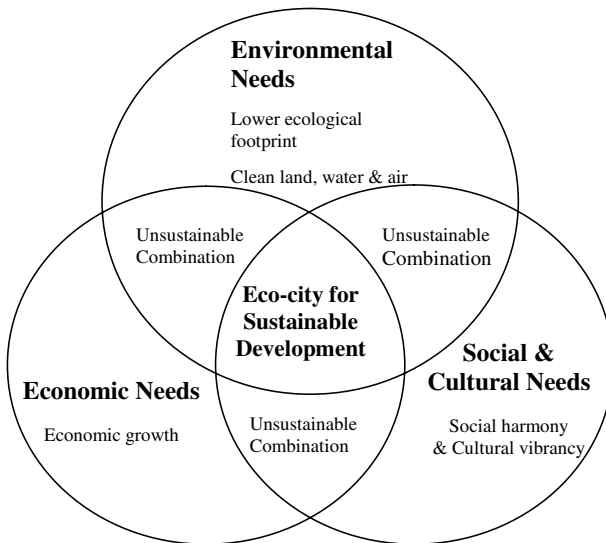 Environmental
Needs
Lower ecological
footprint
Clean land, water & air
Unsustainable
Combination
Unsustainable
Combination
Eco-city for
Sustainable
Development
Economic Needs
Economic growth
Social &
Cultural Needs
Social harmony
& Cultural vibrancy
Unsustainable
Combination